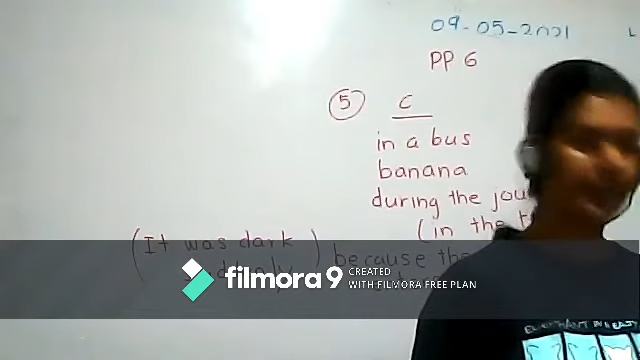 09-05-2021
PP 6
5 C
in a bus
banana
during the
(in the
(It was dark
suddenly) because the
filmora 9 CREATED
WITH FILMORA FREE PLAN